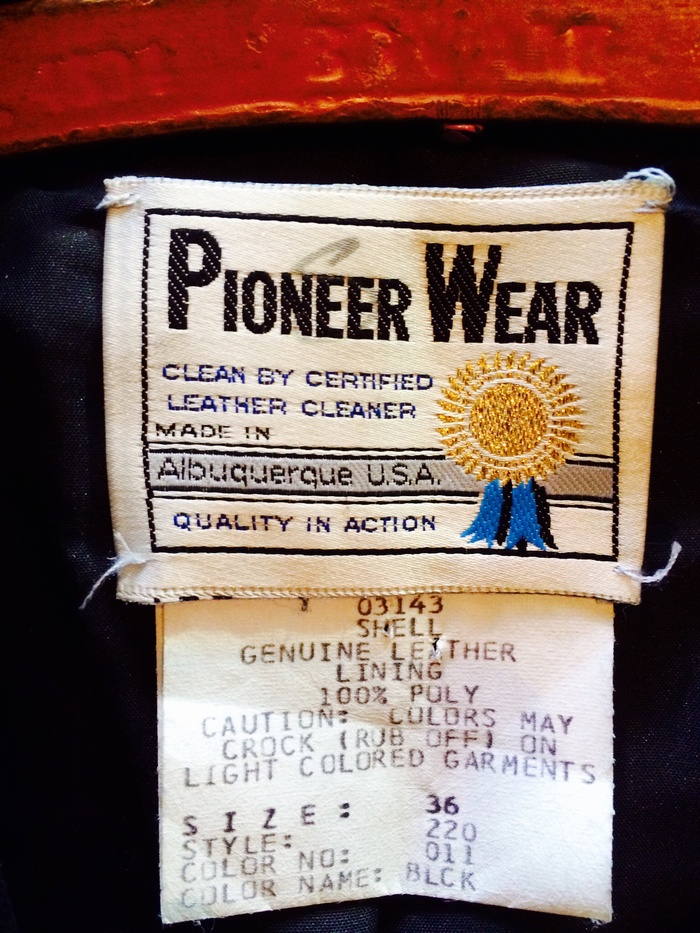 PIONEER WEAR
CLEAN BY CERTIFIED
LEATHER CLEANER
MADE IN
Albuquerque U.S.A.
QUALITY IN ACTION
03143
SHELL
GENUINE LEATHER
LINING
100% POLY
CAUTION: COLORS MAY
CROCK (RUB OFF) ON
LIGHT COLORED GARMENTS
SIZE: 36
STYLE: 220
COLOR NO: 011
COLOR NAME: BLCK